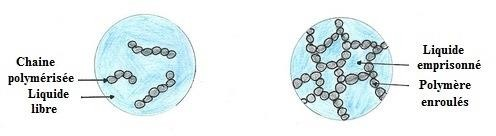 Chaine
polymérisée
Liquide
libre
Liquide
emprisonné
Polymère
enroulés